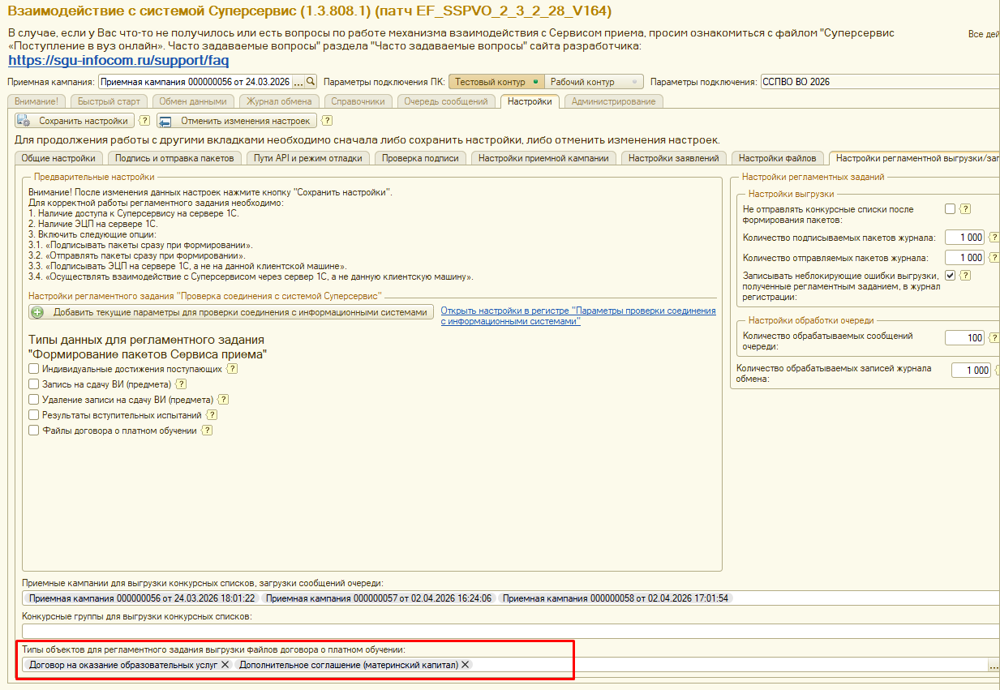 Взаимодействие с системой Суперсервис (1.3.808.1) (патч EF_SSPVO_2_3_2_28_V164)
В случае, если у Вас что-то не получилось или есть вопросы по работе механизма взаимодействия с Сервисом приема, просим ознакомиться с файлом "Суперсервис
«Поступление в вуз онлайн». Часто задаваемые вопросы" раздела "Часто задаваемые вопросы" сайта разработчика:
Все дей
https://sgu-infocom.ru/support/faq
Приемная кампания: Приемная кампания 000000056 от 24.03.2026 ... Параметры подключения ПК: Тестовый контур Рабочий контур Параметры подключения: ССПВО ВО 2026
Внимание! Быстрый старт Обмен данными Журнал обмена Справочники Очередь сообщений Настройки Администрирование
Сохранить настройки ? Отменить изменения настроек ?
Для продолжения работы с другими вкладками необходимо сначала либо сохранить настройки, либо отменить изменения настроек.
Общие настройки Подпись и отправка пакетов Пути API и режим отладки Проверка подписи Настройки приемной кампании Настройки заявлений Настройки файлов Настройки регламентной выгрузки/заг
Предварительные настройки
Внимание! После изменения данных настроек нажмите кнопку "Сохранить настройки".
Для корректной работы регламентного задания необходимо:
1. Наличие доступа к Суперсервису на сервере 1С.
2. Наличие ЭЦП на сервере 1С.
3. Включить следующие опции:
3.1. «Подписывать пакеты сразу при формировании».
3.2. «Отправлять пакеты сразу при формировании».
3.3. «Подписывать ЭЦП на сервере 1С, а не на данной клиентской машине».
3.4. «Осуществлять взаимодействие с Суперсервисом через сервер 1С, а не данную клиентскую машину».
Настройки регламентного задания "Проверка соединения с системой Суперсервис"
Добавить текущие параметры для проверки соединения с информационными системами
Открыть настройки в регистре "Параметры проверки соединения
с информационными системами"
Типы данных для регламентного задания
"Формирование пакетов Сервиса приема"
Индивидуальные достижения поступающих ?
Запись на сдачу ВИ (предмета) ?
Удаление записи на сдачу ВИ (предмета) ?
Результаты вступительных испытаний ?
Файлы договора о платном обучении ?
Настройки регламентных заданий
Настройки выгрузки
Не отправлять конкурсные списки после
формирования пакетов: ?
Количество подписываемых пакетов журнала: 1 000 ?
Количество отправляемых пакетов журнала: 1 000 ?
Записывать неблокирующие ошибки выгрузки,
полученные регламентным заданием, в журнал
регистрации: ?
Настройки обработки очереди
Количество обрабатываемых сообщений
очереди: 100 ?
Количество обрабатываемых записей журнала
обмена: 1 000
Приемные кампании для выгрузки конкурсных списков, загрузки сообщений очереди:
Приемная кампания 000000056 от 24.03.2026 18:01:22 Приемная кампания 000000057 от 02.04.2026 16:24:06 Приемная кампания 000000058 от 02.04.2026 17:01:54
Конкурсные группы для выгрузки конкурсных списков:
Типы объектов для регламентного задания выгрузки файлов договора о платном обучении:
Договор на оказание образовательных услуг Дополнительное соглашение (материнский капитал) ...